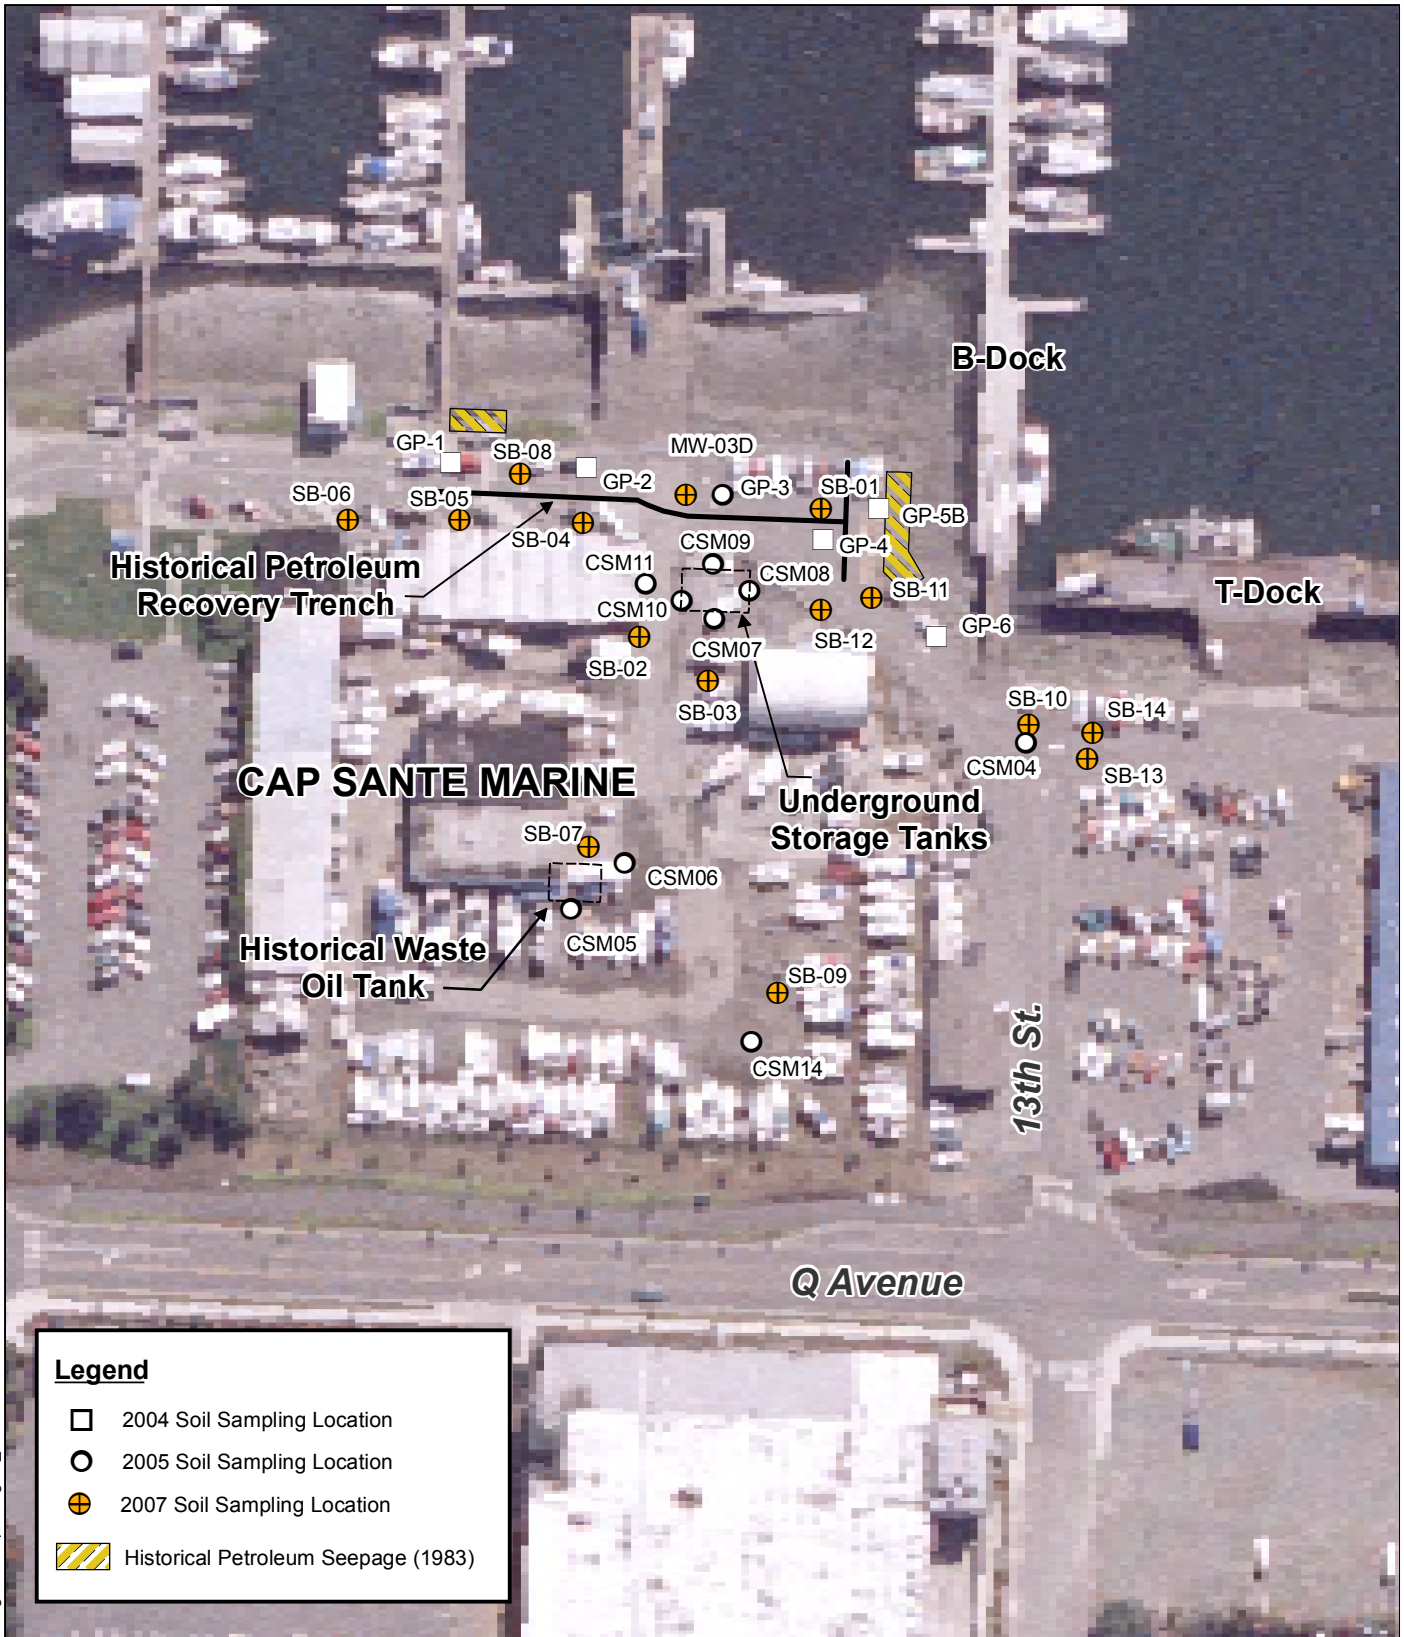 B-Dock
GP-1
SB-08
MW-03D
GP-2
GP-3
SB-01
SB-06
SB-05
GP-5B
SB-04
GP-4
CSM09
CSM11
CSM08
Historical Petroleum
Recovery Trench
SB-11
T-Dock
CSM10
GP-6
SB-12
CSM07
SB-02
SB-03
SB-10
SB-14
CSM04
SB-13
CAP SANTE MARINE
Underground
Storage Tanks
SB-07
CSM06
CSM05
Historical Waste
Oil Tank
SB-09
CSM14
13th St.
Q Avenue
Legend
2004 Soil Sampling Location
2005 Soil Sampling Location
2007 Soil Sampling Location
Historical Petroleum Seepage (1983)